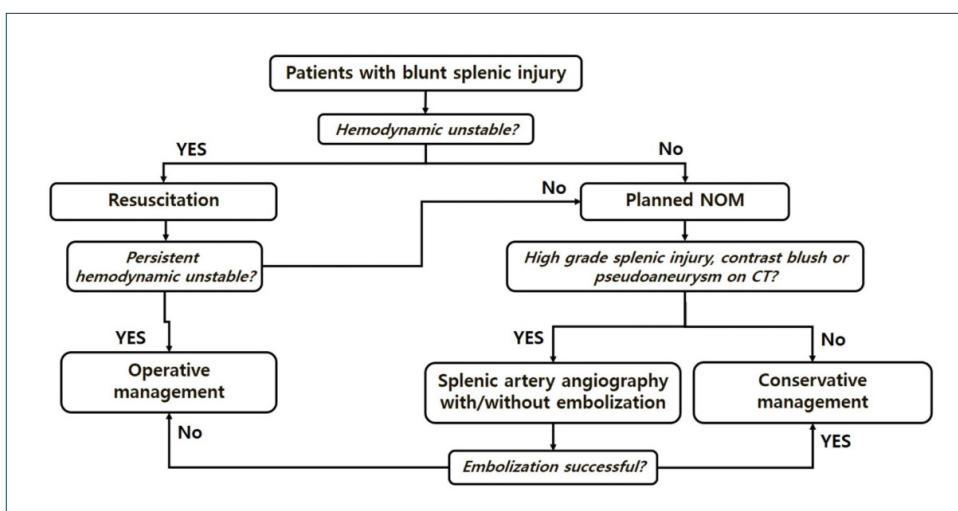 Patients with blunt splenic injury
Hemodynamic unstable?
YES
No
Resuscitation
No
Planned NOM
Persistent
hemodynamic unstable?
High grade splenic injury, contrast blush or
pseudoaneurysm on CT?
YES
YES
No
Operative
management
Splenic artery angiography
with/without embolization
Conservative
management
No
YES
Embolization successful?